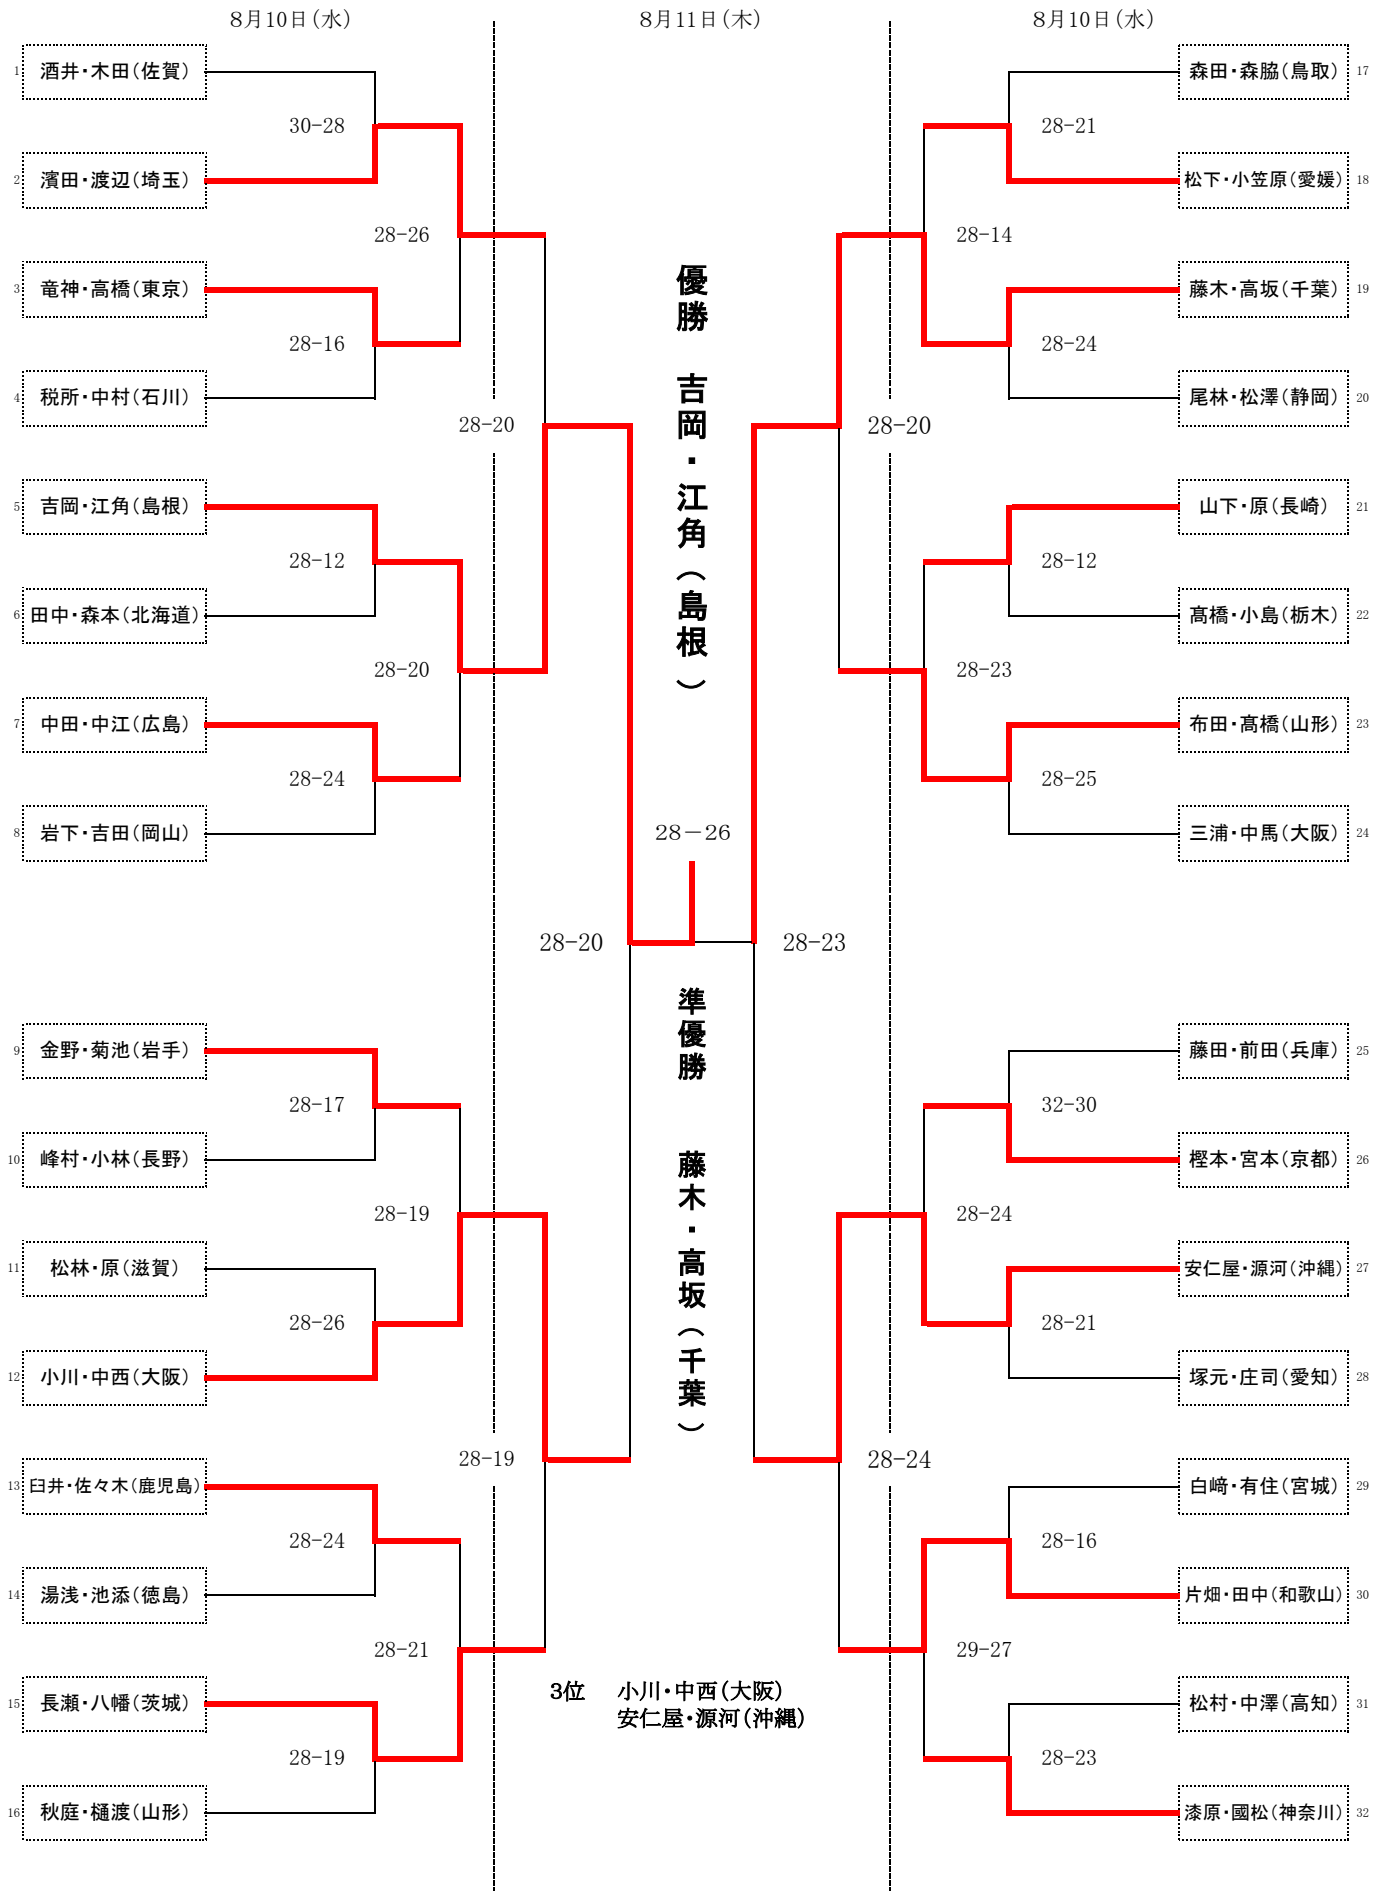 8月10日(水)
8月11日(木)
8月10日(水)
1 酒井・木田(佐賀)
30-28
2 濱田・渡辺(埼玉)
28-26
3 竜神・高橋(東京)
28-16
4 税所・中村(石川)
28-20
5 吉岡・江角(島根)
28-12
6 田中・森本(北海道)
28-20
7 中田・中江(広島)
28-24
8 岩下・吉田(岡山)
28-20
9 金野・菊池(岩手)
28-17
10 峰村・小林(長野)
28-19
11 松林・原(滋賀)
28-26
12 小川・中西(大阪)
28-19
13 臼井・佐々木(鹿児島)
28-24
14 湯浅・池添(徳島)
28-21
15 長瀬・八幡(茨城)
28-19
16 秋庭・樋渡(山形)
優勝 吉岡・江角(島根)
28-26
準優勝 藤木・高坂(千葉)
3位 小川・中西(大阪)
安仁屋・源河(沖縄)
森田・森脇(鳥取) 17
28-21
松下・小笠原(愛媛) 18
28-14
藤木・高坂(千葉) 19
28-24
尾林・松澤(静岡) 20
28-20
山下・原(長崎) 21
28-12
髙橋・小島(栃木) 22
28-23
布田・髙橋(山形) 23
28-25
三浦・中馬(大阪) 24
28-23
藤田・前田(兵庫) 25
32-30
樫本・宮本(京都) 26
28-24
安仁屋・源河(沖縄) 27
28-21
塚元・庄司(愛知) 28
28-24
白﨑・有住(宮城) 29
28-16
片畑・田中(和歌山) 30
29-27
松村・中澤(高知) 31
28-23
漆原・國松(神奈川) 32